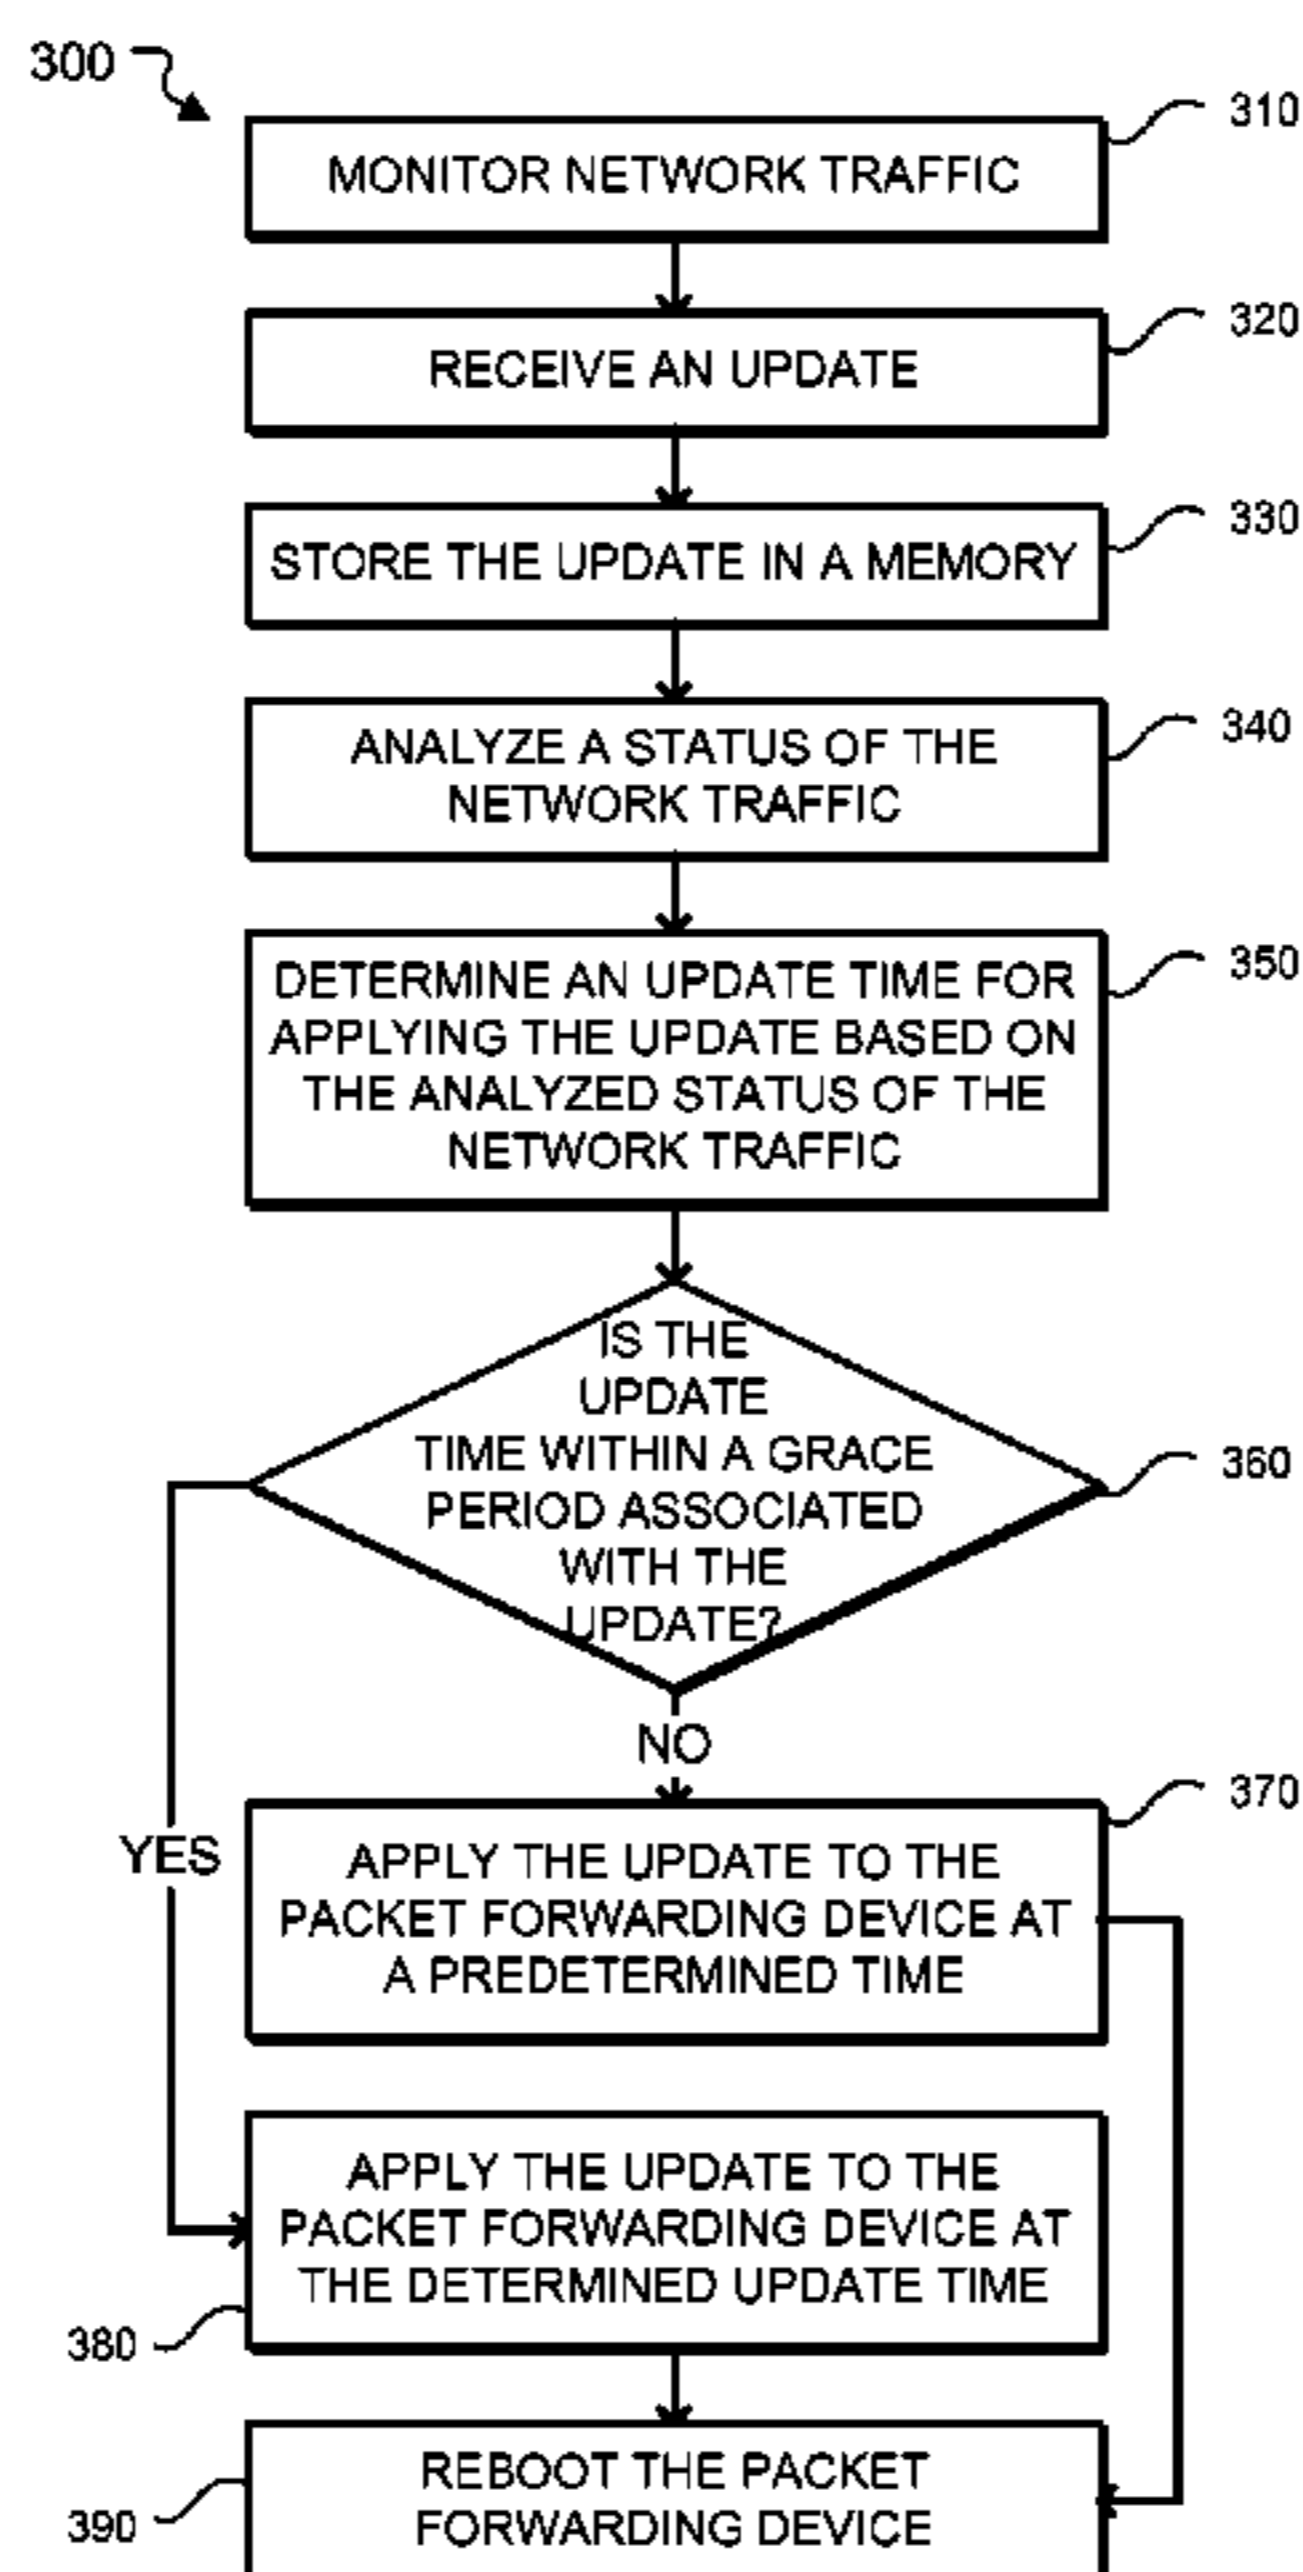 300
310
MONITOR NETWORK TRAFFIC
320
RECEIVE AN UPDATE
330
STORE THE UPDATE IN A MEMORY
340
ANALYZE A STATUS OF THE
NETWORK TRAFFIC
350
DETERMINE AN UPDATE TIME FOR
APPLYING THE UPDATE BASED ON
THE ANALYZED STATUS OF THE
NETWORK TRAFFIC
IS THE
UPDATE
TIME WITHIN A GRACE
PERIOD ASSOCIATED
WITH THE
UPDATE?
360
NO
370
YES
APPLY THE UPDATE TO THE
PACKET FORWARDING DEVICE AT
A PREDETERMINED TIME
APPLY THE UPDATE TO THE
PACKET FORWARDING DEVICE AT
THE DETERMINED UPDATE TIME
380
REBOOT THE PACKET
FORWARDING DEVICE
390